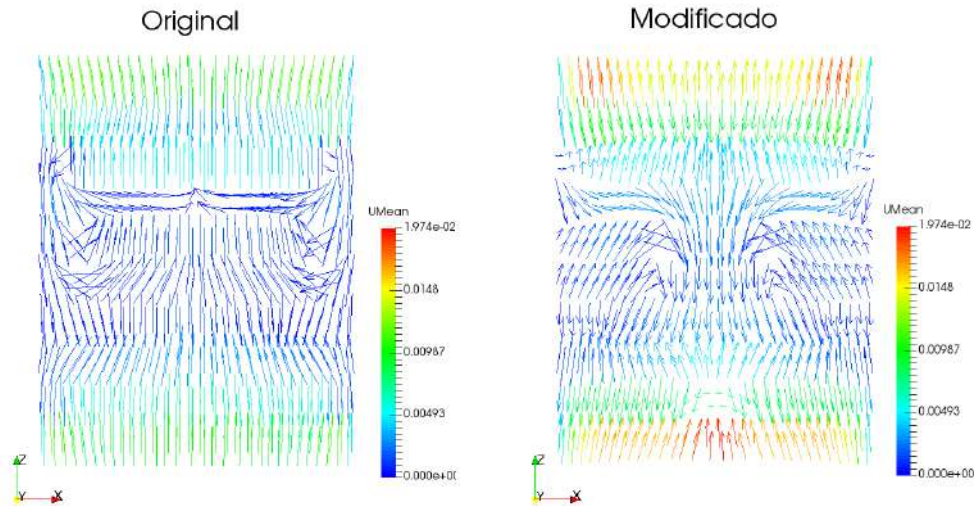 Original
Modificado
UMean
1.974e-02
0.0148
0.00987
0.00493
0.000e+00
Z
Y
X
UMean
1.974e-02
0.0148
0.00987
0.00493
0.000e+00
Z
Y
X